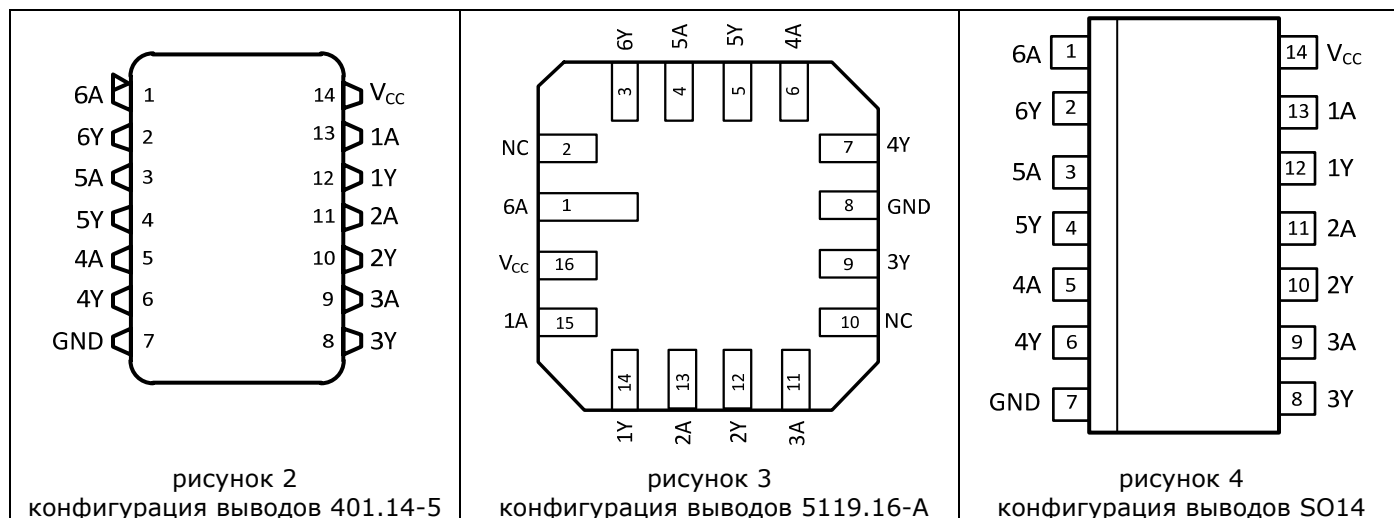 6A 1 14 VCC
6Y 2 13 1A
5A 3 12 1Y
5Y 4 11 2A
4A 5 10 2Y
4Y 6 9 3A
GND 7 8 3Y
рисунок 2
конфигурация выводов 401.14-5
6Y 5A 5Y 4A
3 4 5 6
NC 2 7 4Y
6A 1 8 GND
VCC 16 9 3Y
1A 15 10 NC
14 13 12 11
1Y 2A 2Y 3A
рисунок 3
конфигурация выводов 5119.16-А
6A 1 14 VCC
6Y 2 13 1A
5A 3 12 1Y
5Y 4 11 2A
4A 5 10 2Y
4Y 6 9 3A
GND 7 8 3Y
рисунок 4
конфигурация выводов SO14